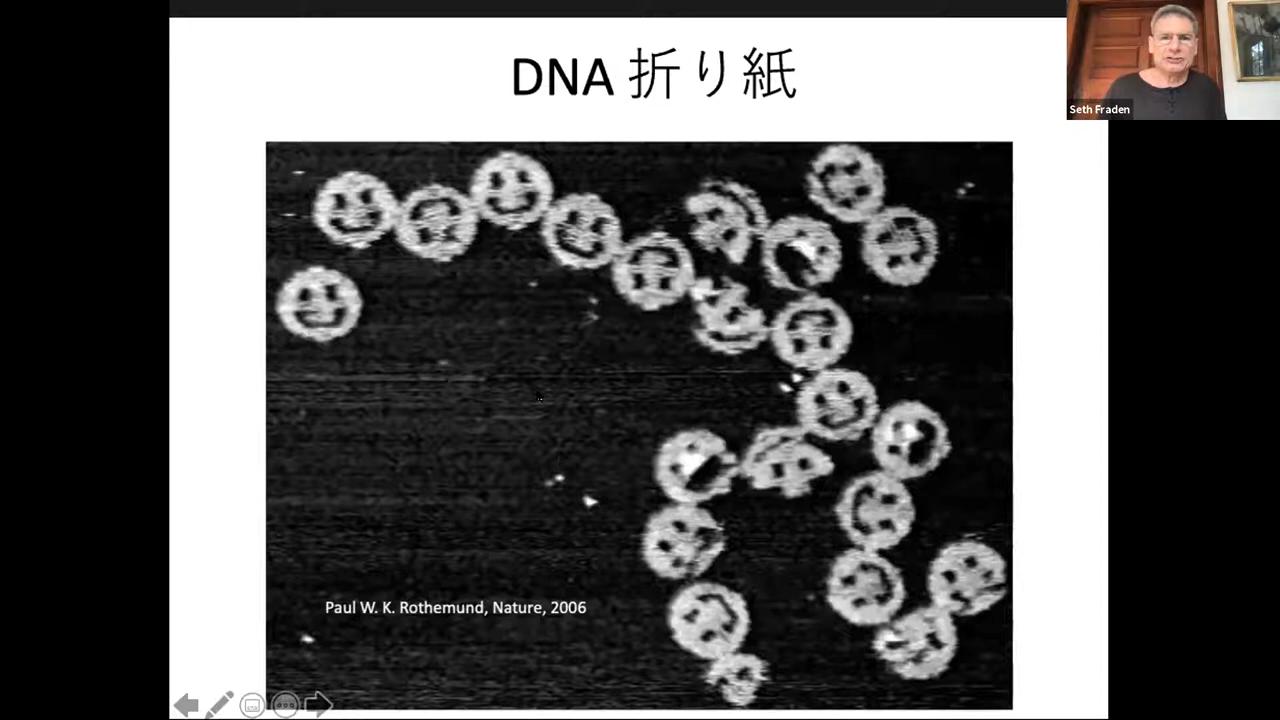 DNA 折り紙
Seth Fraden
Paul W. K. Rothemund, Nature, 2006